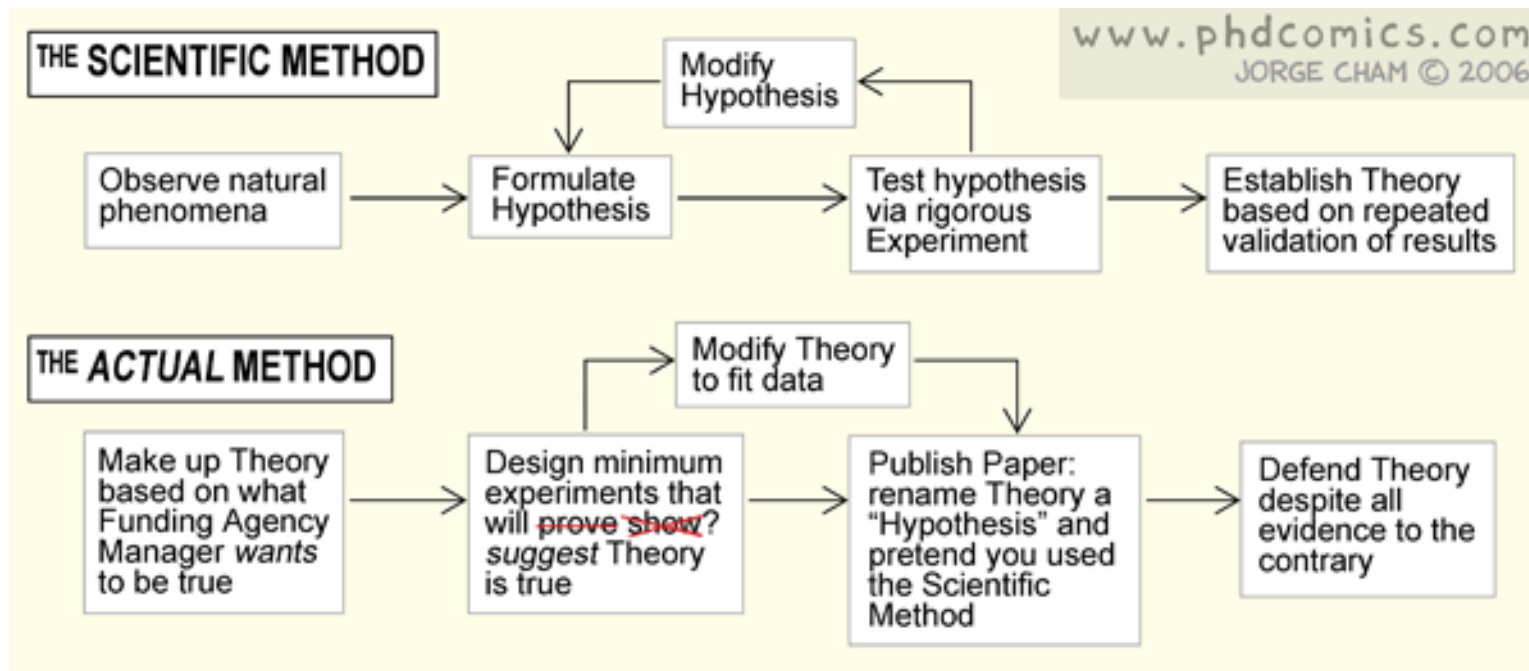 THE SCIENTIFIC METHOD
www.phdcomics.com
JORGE CHAM © 2006
Modify
Hypothesis
Observe natural
phenomena
Formulate
Hypothesis
Test hypothesis
via rigorous
Experiment
Establish Theory
based on repeated
validation of results
THE ACTUAL METHOD
Modify Theory
to fit data
Make up Theory
based on what
Funding Agency
Manager wants
to be true
Design minimum
experiments that
will prove show?
suggest Theory
is true
Publish Paper:
rename Theory a
“Hypothesis” and
pretend you used
the Scientific
Method
Defend Theory
despite all
evidence to the
contrary